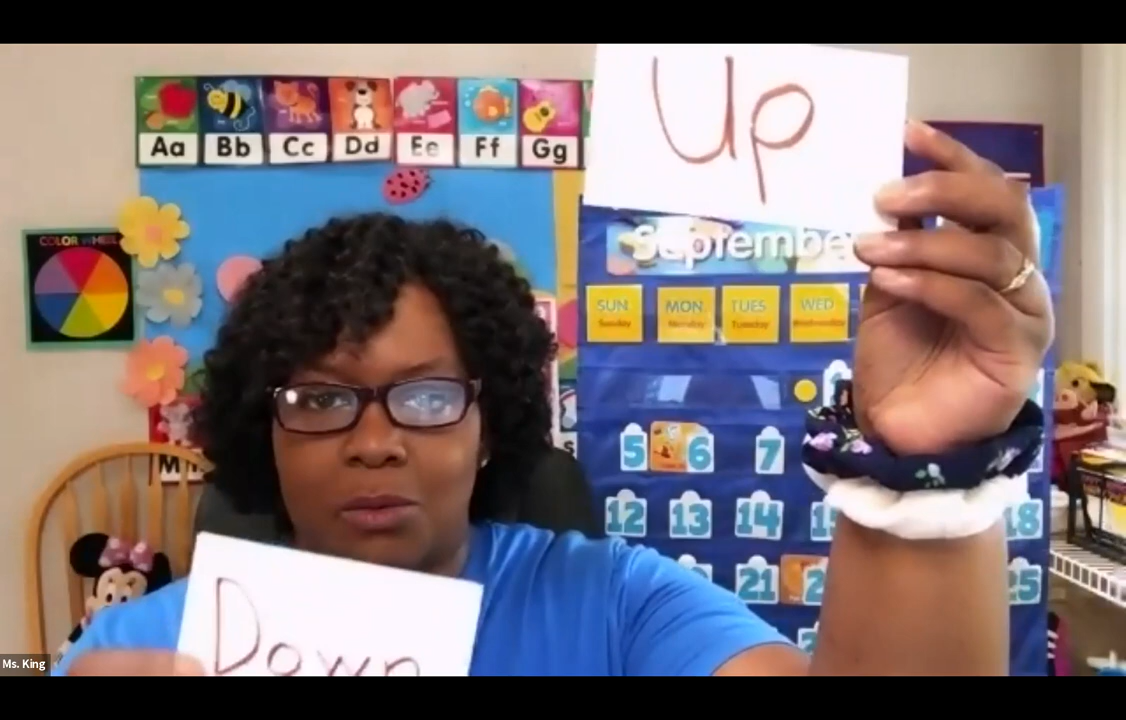 Up
Aa Bb Cc Dd Ee Ff Gg
COLOR WHEEL
September
SUN MON TUES WED
Sunday Monday Tuesday Wednesday
5 6 7
12 13 14 18
21 25
Down
Ms. King